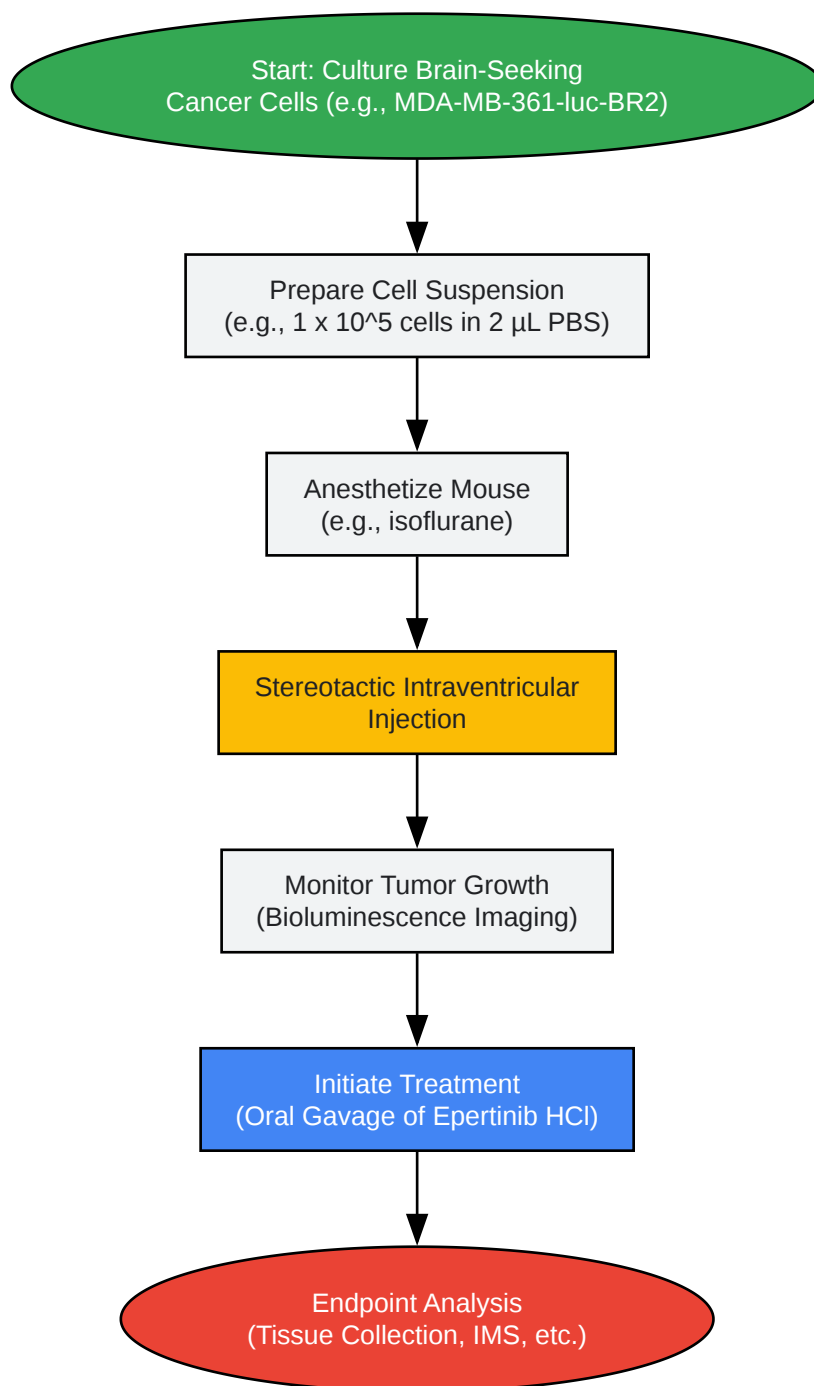 Start: Culture Brain-Seeking
Cancer Cells (e.g., MDA-MB-361-luc-BR2)
Prepare Cell Suspension
(e.g., 1 x 10^5 cells in 2 µL PBS)
Anesthetize Mouse
(e.g., isoflurane)
Stereotactic Intraventricular
Injection
Monitor Tumor Growth
(Bioluminescence Imaging)
Initiate Treatment
(Oral Gavage of Epertinib HCl)
Endpoint Analysis
(Tissue Collection, IMS, etc.)